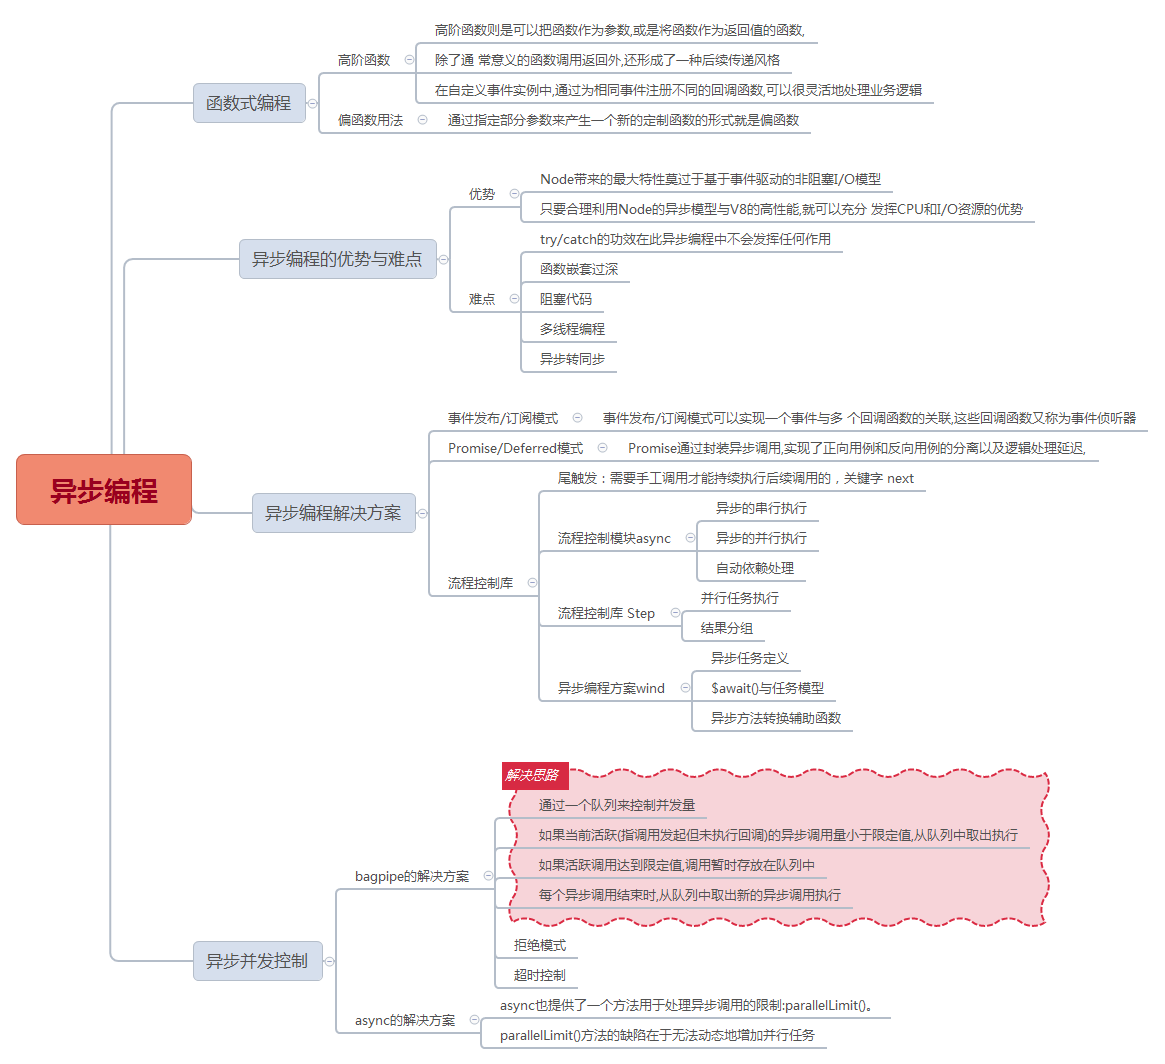 异步编程
函数式编程
高阶函数
高阶函数则是可以把函数作为参数,或是将函数作为返回值的函数,
除了通 常意义的函数调用返回外,还形成了一种后续传递风格
在自定义事件实例中,通过为相同事件注册不同的回调函数,可以很灵活地处理业务逻辑
偏函数用法
通过指定部分参数来产生一个新的定制函数的形式就是偏函数
异步编程的优势与难点
优势
Node带来的最大特性莫过于基于事件驱动的非阻塞I/O模型
只要合理利用Node的异步模型与V8的高性能,就可以充分 发挥CPU和I/O资源的优势
难点
try/catch的功效在此异步编程中不会发挥任何作用
函数嵌套过深
阻塞代码
多线程编程
异步转同步
异步编程解决方案
事件发布/订阅模式
事件发布/订阅模式可以实现一个事件与多 个回调函数的关联,这些回调函数又称为事件侦听器
Promise/Deferred模式
Promise通过封装异步调用,实现了正向用例和反向用例的分离以及逻辑处理延迟,
流程控制库
尾触发：需要手工调用才能持续执行后续调用的，关键字 next
流程控制模块async
异步的串行执行
异步的并行执行
自动依赖处理
流程控制库 Step
并行任务执行
结果分组
异步编程方案wind
异步任务定义
$await()与任务模型
异步方法转换辅助函数
异步并发控制
bagpipe的解决方案
解决思路
通过一个队列来控制并发量
如果当前活跃(指调用发起但未执行回调)的异步调用量小于限定值,从队列中取出执行
如果活跃调用达到限定值,调用暂时存放在队列中
每个异步调用结束时,从队列中取出新的异步调用执行
拒绝模式
超时控制
async的解决方案
async也提供了一个方法用于处理异步调用的限制:parallelLimit()。
parallelLimit()方法的缺陷在于无法动态地增加并行任务